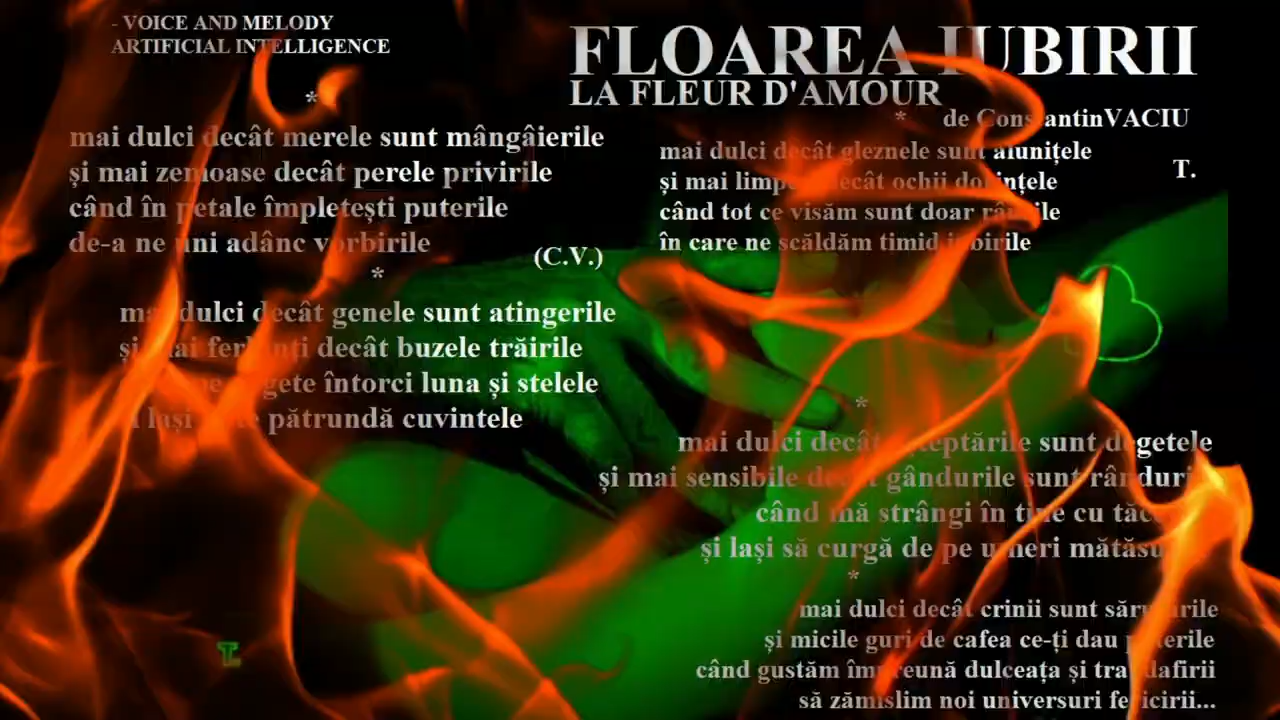 - VOICE AND MELODY
ARTIFICIAL INTELLIGENCE
FLOAREA IUBIRII
LA FLEUR D'AMOUR
* de ConstantinVACIU
T.
*
mai dulci decât merele sunt mângâierile
și mai zemoase decât perele privirile
când în petale împletești puterile
de-a ne uni adânc vorbirile
(C.V.)
*
mai dulci decât genele sunt atingerile
și mai fierbinți decât buzele trăirile
degete întorci luna și stelele
lași pătrundă cuvintele
mai dulci decât gleznele sunt alunițele
și mai limpezi decât ochii dorințele
când tot ce visăm sunt doar râurile
în care ne scăldăm timid iubirile
*
mai dulci decât așteptările sunt degetele
și mai sensibile decât gândurile sunt rândurile
când mă strângi în tine cu
și lași să curgă de pe umeri
*
mai dulci decât crinii sunt săruturile
și micile guri de cafea ce-ți dau puterile
când gustăm împreună dulceața și trandafirii
să zămislim noi universuri fericirii...
T.